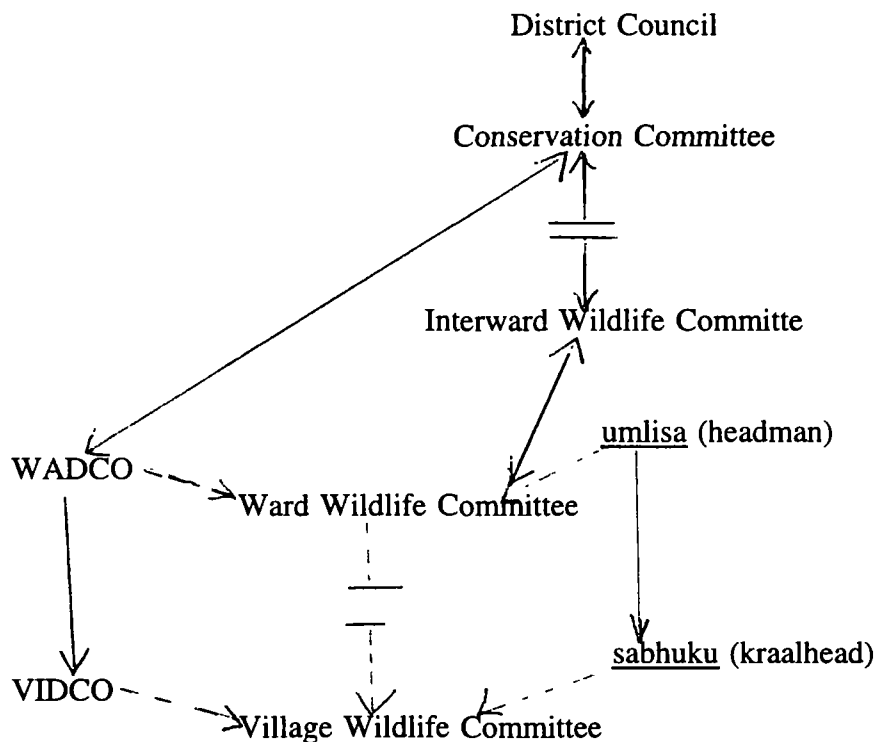 District Council
Conservation Committee
Interward Wildlife Committe
umlisa (headman)
WADCO
Ward Wildlife Committee
sabhuku (kraalhead)
VIDCO
Village Wildlife Committee